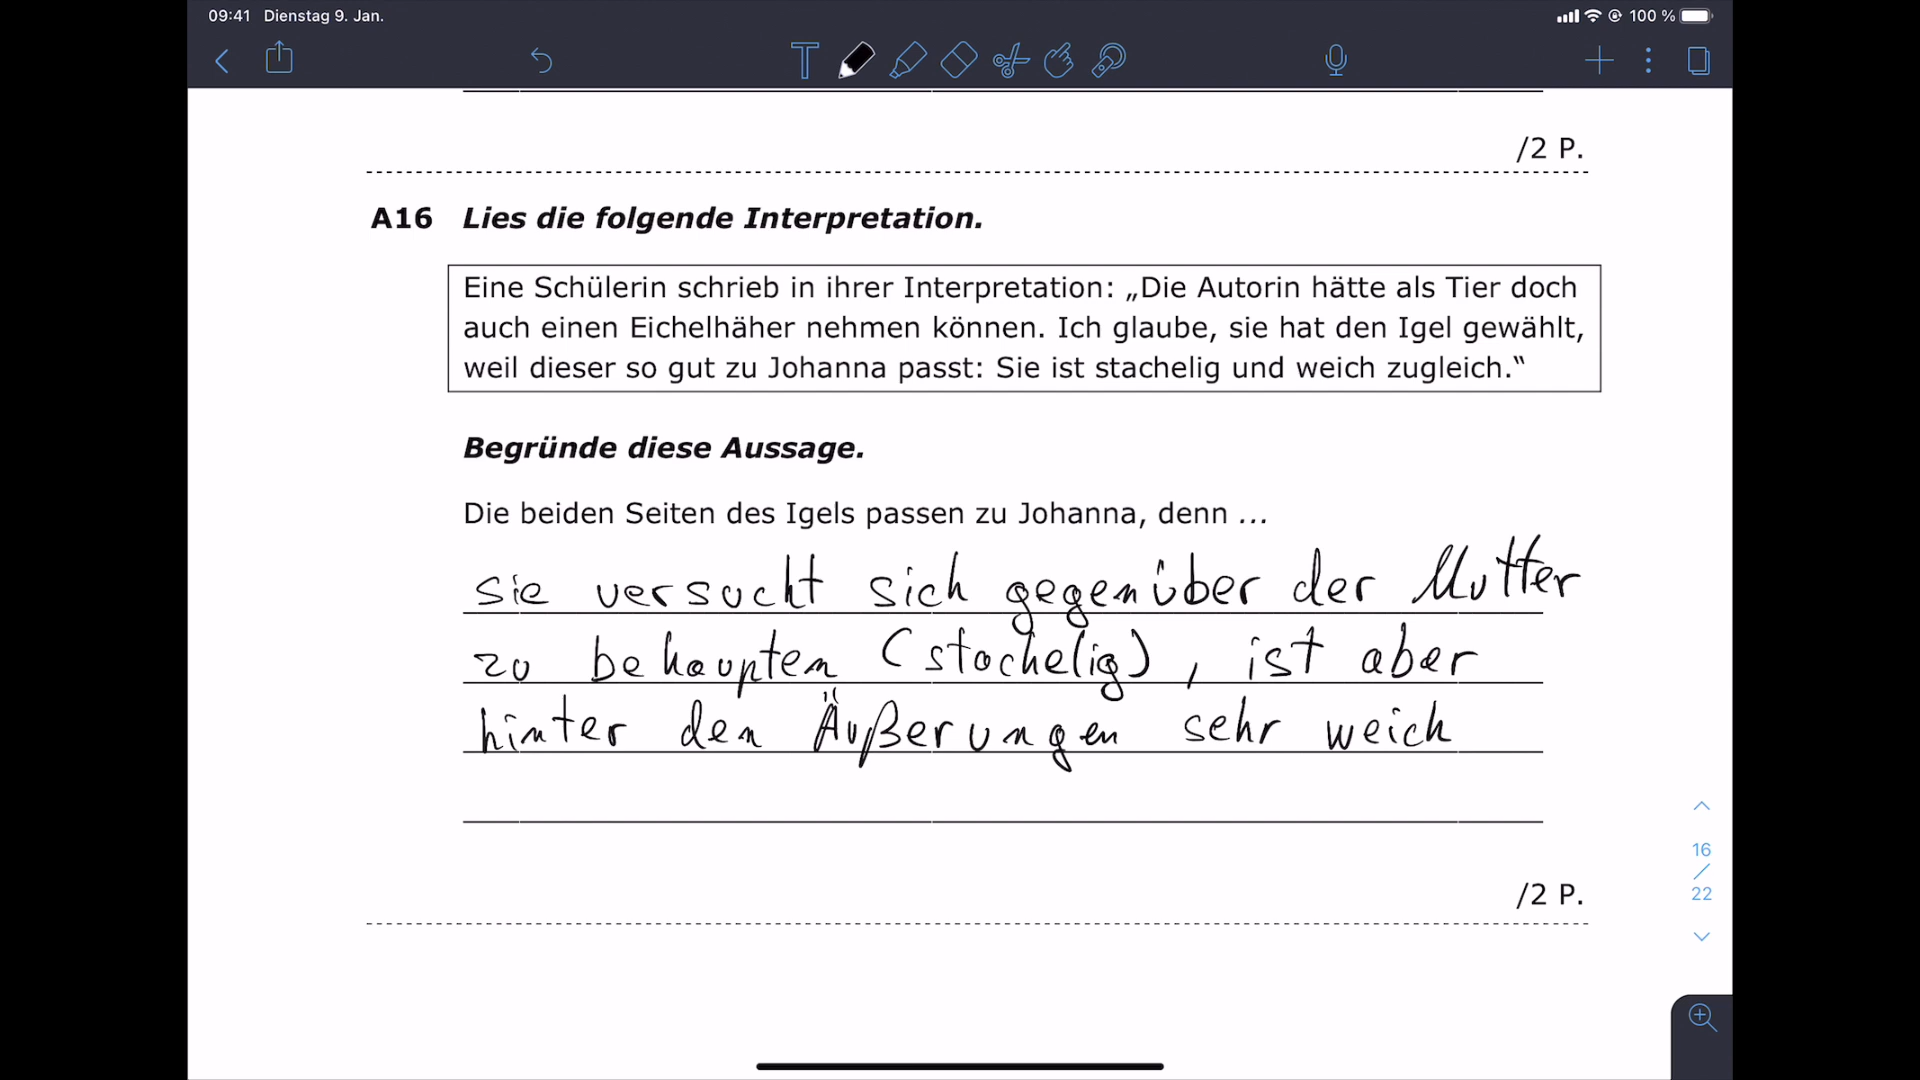 09:41 Dienstag 9. Jan.
100 %
/2 P.
A16 Lies die folgende Interpretation.
Eine Schülerin schrieb in ihrer Interpretation: „Die Autorin hätte als Tier doch
auch einen Eichelhäher nehmen können. Ich glaube, sie hat den Igel gewählt,
weil dieser so gut zu Johanna passt: Sie ist stachelig und weich zugleich.“
Begründe diese Aussage.
Die beiden Seiten des Igels passen zu Johanna, denn ...
sie versucht sich gegenüber der Mutter
zu behaupten (stachelig), ist aber
hinter den Äußerungen sehr weich
16
/
22
/2 P.